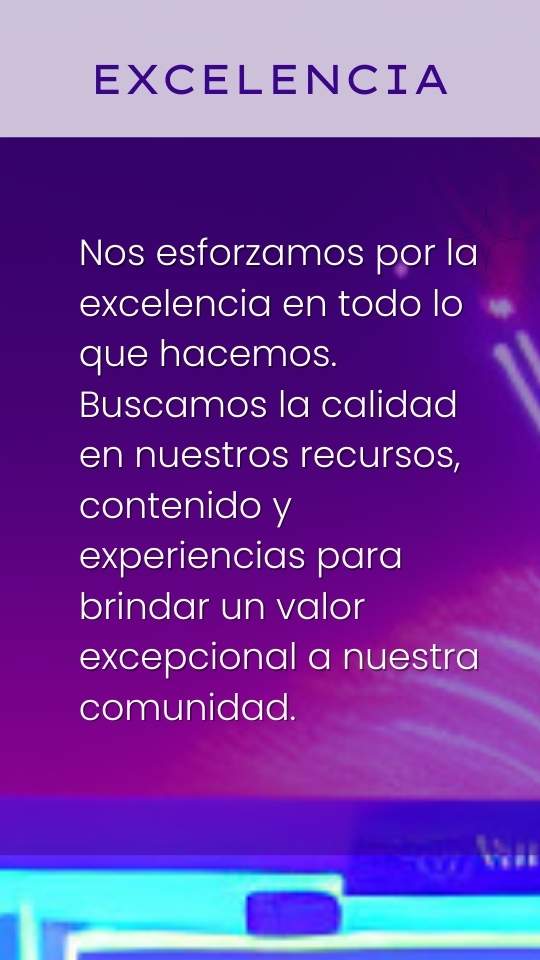 EXCELENCIA
Nos esforzamos por la
excelencia en todo lo
que hacemos.
Buscamos la calidad
en nuestros recursos,
contenido y
experiencias para
brindar un valor
excepcional a nuestra
comunidad.